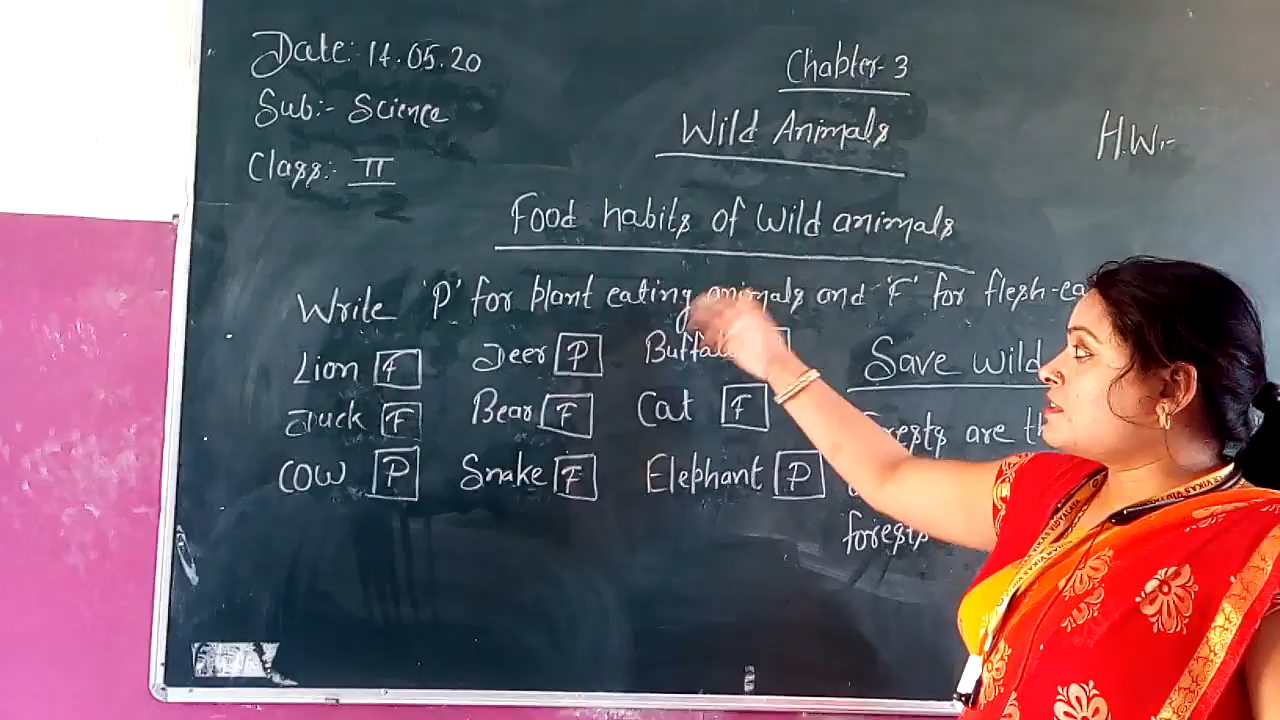 Date: 14.05.20
Sub:- Science
Class:- II
Chabter-3
Wild Animals
H.W:-
Food habits of Wild animals
Write 'P' for plant eating animals and 'F' for flesh-ea
Lion F Deer P Buffal
Duck F Bear F Cat F
Cow P Snake F Elephant P
Save wild
are th
forests